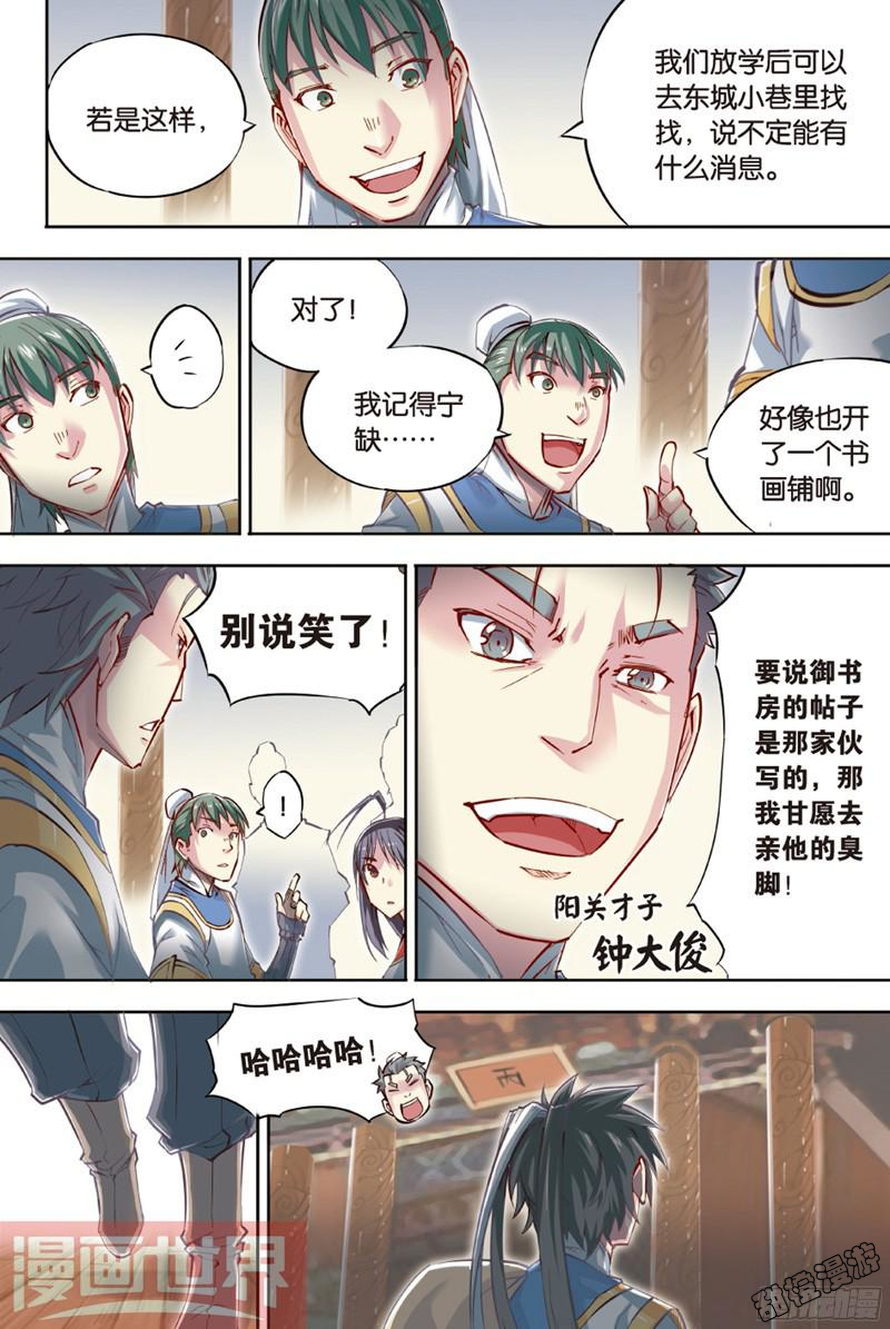 若是这样，
我们放学后可以
去东城小巷里找
找，说不定能有
什么消息。
对了！
我记得宁
缺……
好像也开
了一个书
画铺啊。
别说笑了！
！
要说御书
房的帖子
是那家伙
写的，那
我甘愿去
亲他的臭
脚！
阳关才子
钟大俊
哈哈哈哈！
丙
漫画世界
甜橙漫游